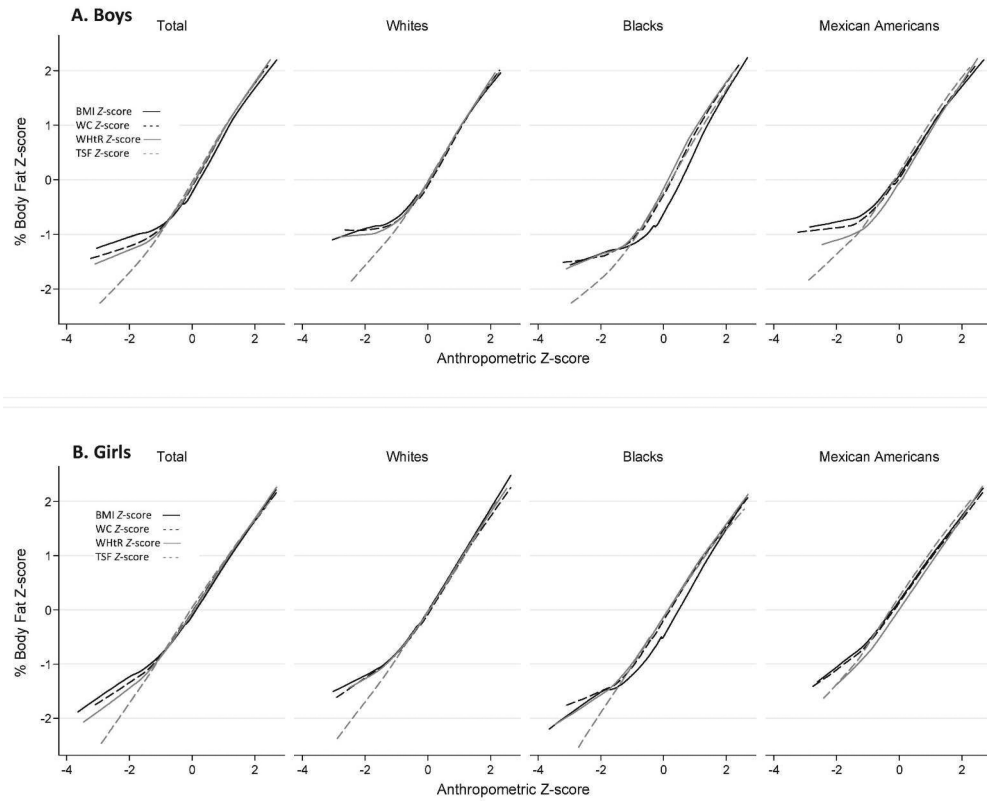 A. Boys
Total
Whites
Blacks
Mexican Americans
BMI Z-score
WC Z-score
WHtR Z-score
TSF Z-score
% Body Fat Z-score
2
1
0
-1
-2
-4 -2 0 2 -4 -2 0 2 -4 -2 0 2 -4 -2 0 2
Anthropometric Z-score
B. Girls
Total
Whites
Blacks
Mexican Americans
BMI Z-score
WC Z-score
WHtR Z-score
TSF Z-score
% Body Fat Z-score
2
1
0
-1
-2
-4 -2 0 2 -4 -2 0 2 -4 -2 0 2 -4 -2 0 2
Anthropometric Z-score